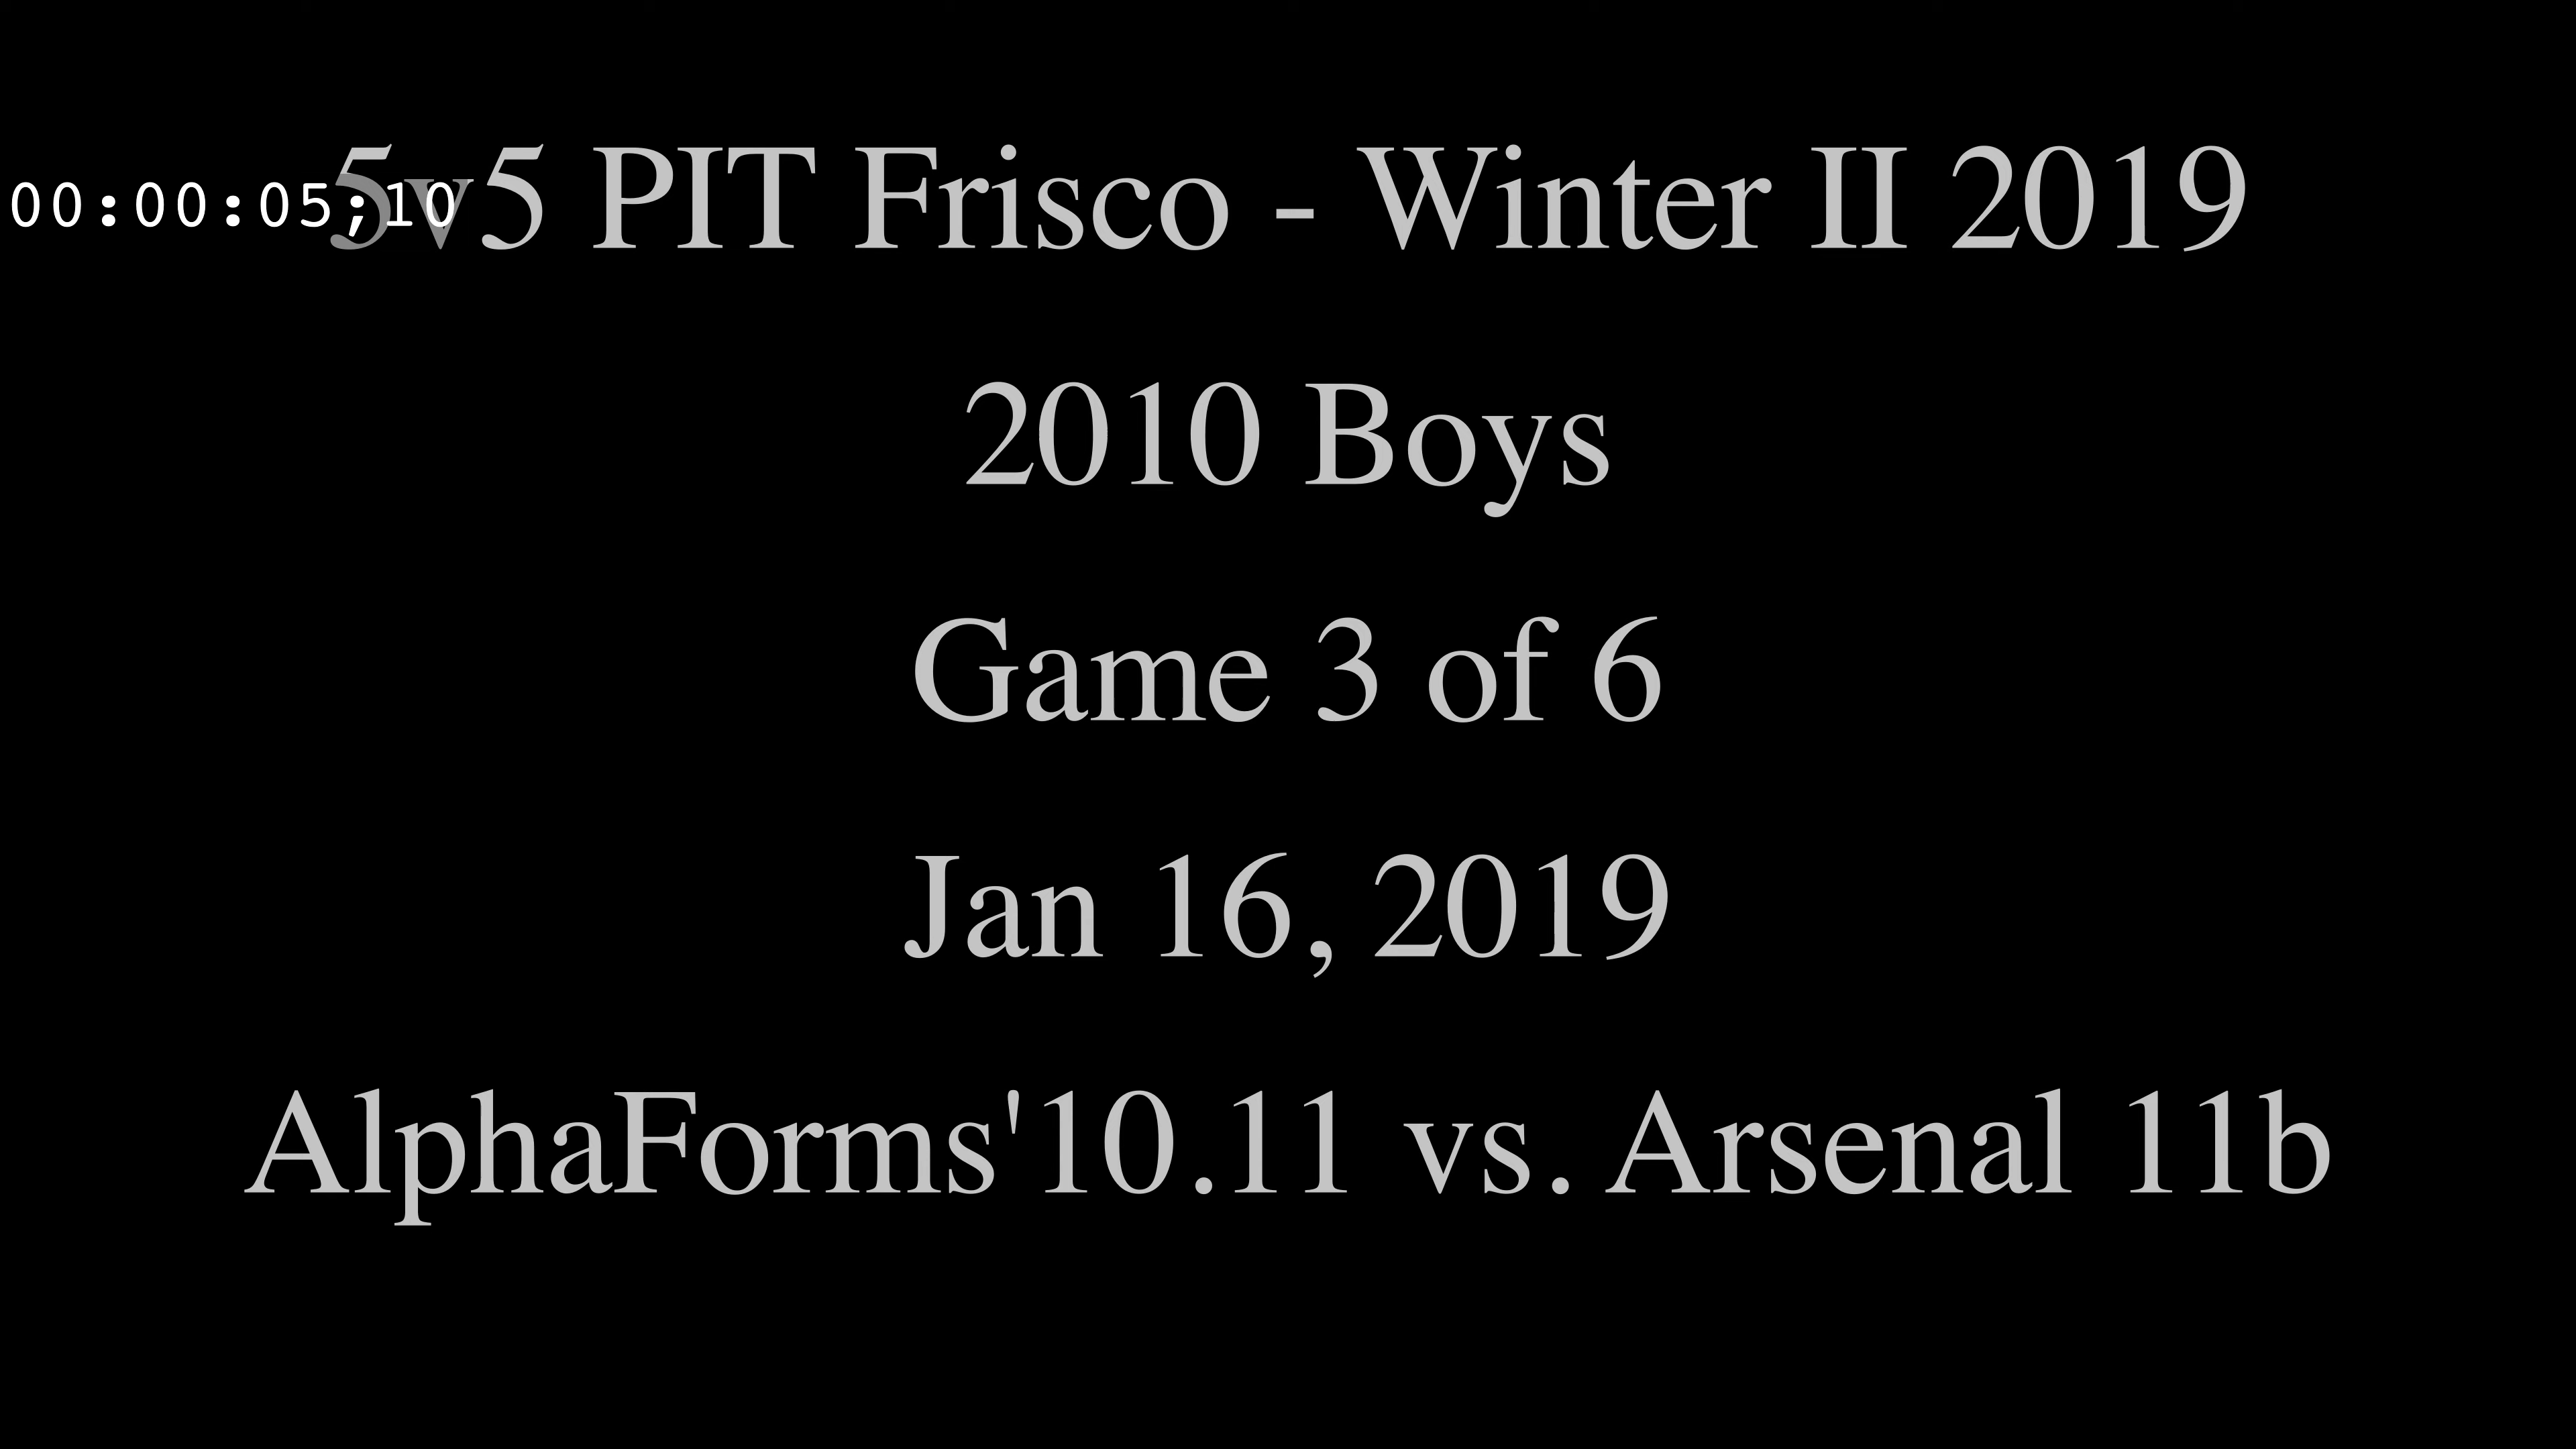 5v5 PIT Frisco - Winter II 2019
00:00:05;10
2010 Boys
Game 3 of 6
Jan 16, 2019
AlphaForms'10.11 vs. Arsenal 11b